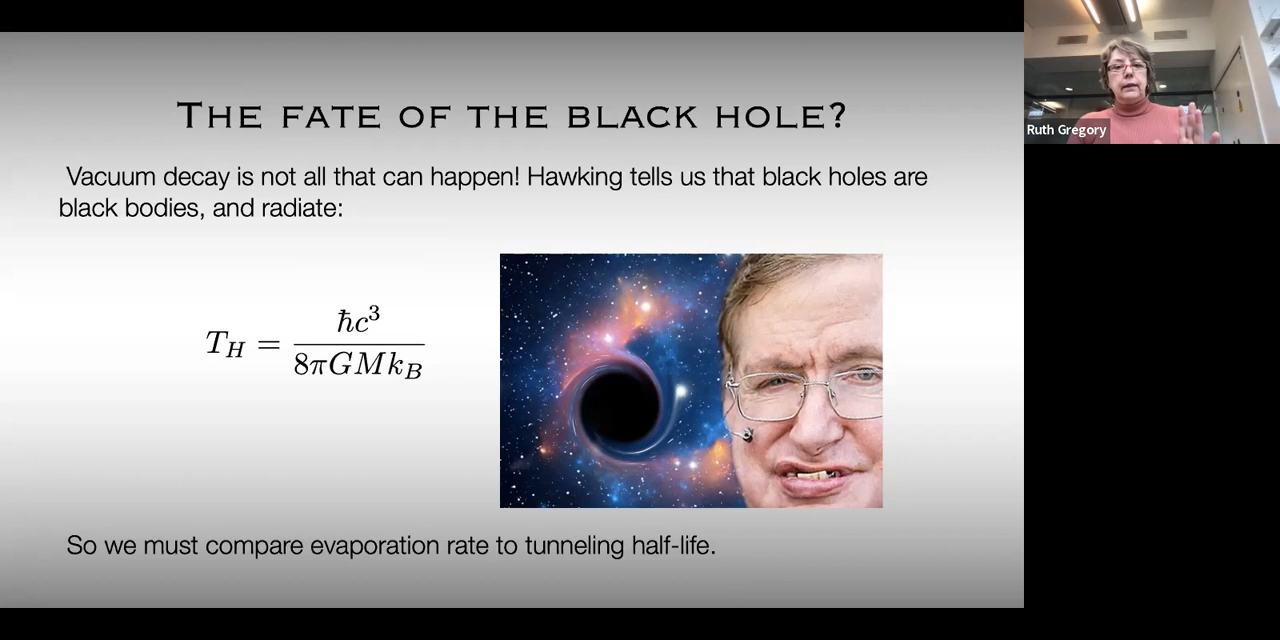 THE FATE OF THE BLACK HOLE?
Vacuum decay is not all that can happen! Hawking tells us that black holes are
black bodies, and radiate:
T_H = ħc³ / 8πGMk_B
So we must compare evaporation rate to tunneling half-life.
Ruth Gregory